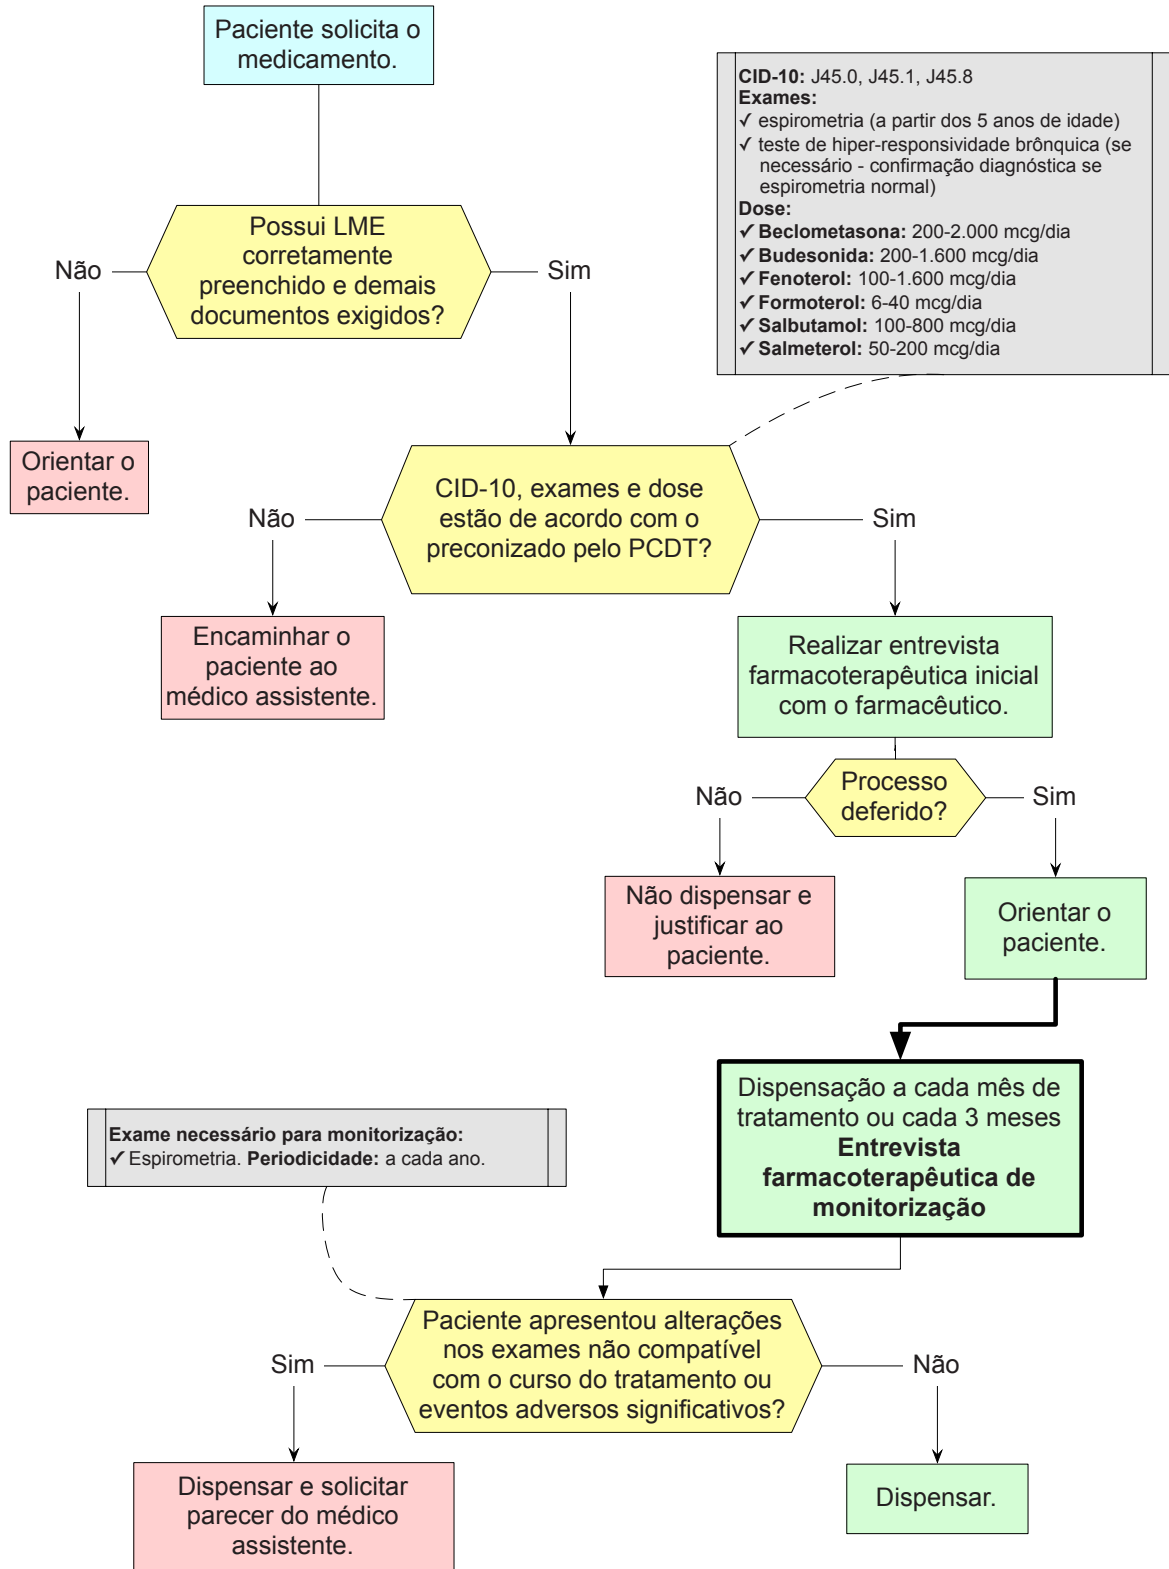 Paciente solicita o
medicamento.
CID-10: J45.0, J45.1, J45.8
Exames:
✓ espirometria (a partir dos 5 anos de idade)
✓ teste de hiper-responsividade brônquica (se
necessário - confirmação diagnóstica se
espirometria normal)
Dose:
✓ Beclometasona: 200-2.000 mcg/dia
✓ Budesonida: 200-1.600 mcg/dia
✓ Fenoterol: 100-1.600 mcg/dia
✓ Formoterol: 6-40 mcg/dia
✓ Salbutamol: 100-800 mcg/dia
✓ Salmeterol: 50-200 mcg/dia
Possui LME
corretamente
preenchido e demais
documentos exigidos?
Não
Sim
Orientar o
paciente.
CID-10, exames e dose
estão de acordo com o
preconizado pelo PCDT?
Não
Sim
Encaminhar o
paciente ao
médico assistente.
Realizar entrevista
farmacoterapêutica inicial
com o farmacêutico.
Processo
deferido?
Não
Sim
Não dispensar e
justificar ao
paciente.
Orientar o
paciente.
Dispensação a cada mês de
tratamento ou cada 3 meses
Entrevista
farmacoterapêutica de
monitorização
Exame necessário para monitorização:
✓ Espirometria. Periodicidade: a cada ano.
Paciente apresentou alterações
nos exames não compatível
com o curso do tratamento ou
eventos adversos significativos?
Sim
Não
Dispensar e solicitar
parecer do médico
assistente.
Dispensar.